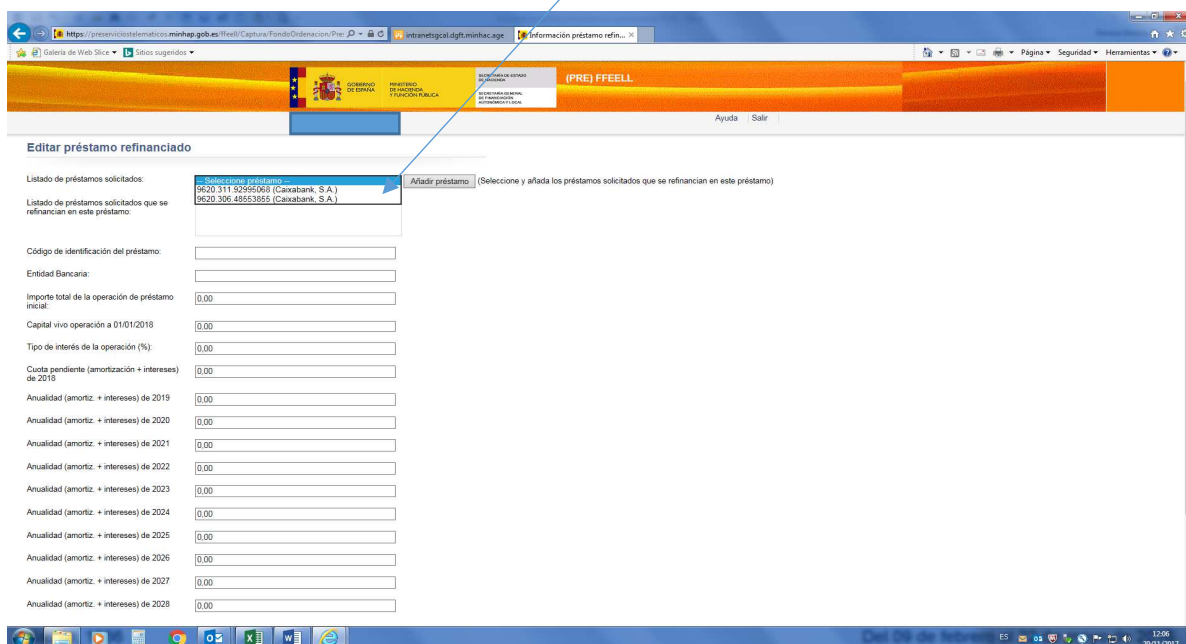 https://preserviciostelematicos.minhap.gob.es/ffeell/Captura/FondoOrdenacion/Pre
intranetsgcal.dgft.minhac.age
Información préstamo refin...
Galería de Web Slice
Sitios sugeridos
Página
Seguridad
Herramientas
GOBIERNO
DE ESPAÑA
MINISTERIO
DE HACIENDA
Y FUNCIÓN PÚBLICA
SECRETARÍA DE ESTADO
DE HACIENDA
SECRETARÍA GENERAL
DE FINANCIACIÓN
AUTONÓMICA Y LOCAL
(PRE) FFEELL
Ayuda
Salir
Editar préstamo refinanciado
Listado de préstamos solicitados:
-- Seleccione préstamo --
9620.311.92995068 (Caixabank, S.A.)
9620.306.48553855 (Caixabank, S.A.)
Añadir préstamo
(Seleccione y añada los préstamos solicitados que se refinancian en este préstamo)
Listado de préstamos solicitados que se
refinancian en este préstamo:
Código de identificación del préstamo:
Entidad Bancaria:
Importe total de la operación de préstamo
inicial:
0,00
Capital vivo operación a 01/01/2018
0,00
Tipo de interés de la operación (%):
0,00
Cuota pendiente (amortización + intereses)
de 2018
0,00
Anualidad (amortiz. + intereses) de 2019
0,00
Anualidad (amortiz. + intereses) de 2020
0,00
Anualidad (amortiz. + intereses) de 2021
0,00
Anualidad (amortiz. + intereses) de 2022
0,00
Anualidad (amortiz. + intereses) de 2023
0,00
Anualidad (amortiz. + intereses) de 2024
0,00
Anualidad (amortiz. + intereses) de 2025
0,00
Anualidad (amortiz. + intereses) de 2026
0,00
Anualidad (amortiz. + intereses) de 2027
0,00
Anualidad (amortiz. + intereses) de 2028
0,00
Del 09 de febrero
ES
12:06
20/11/2017